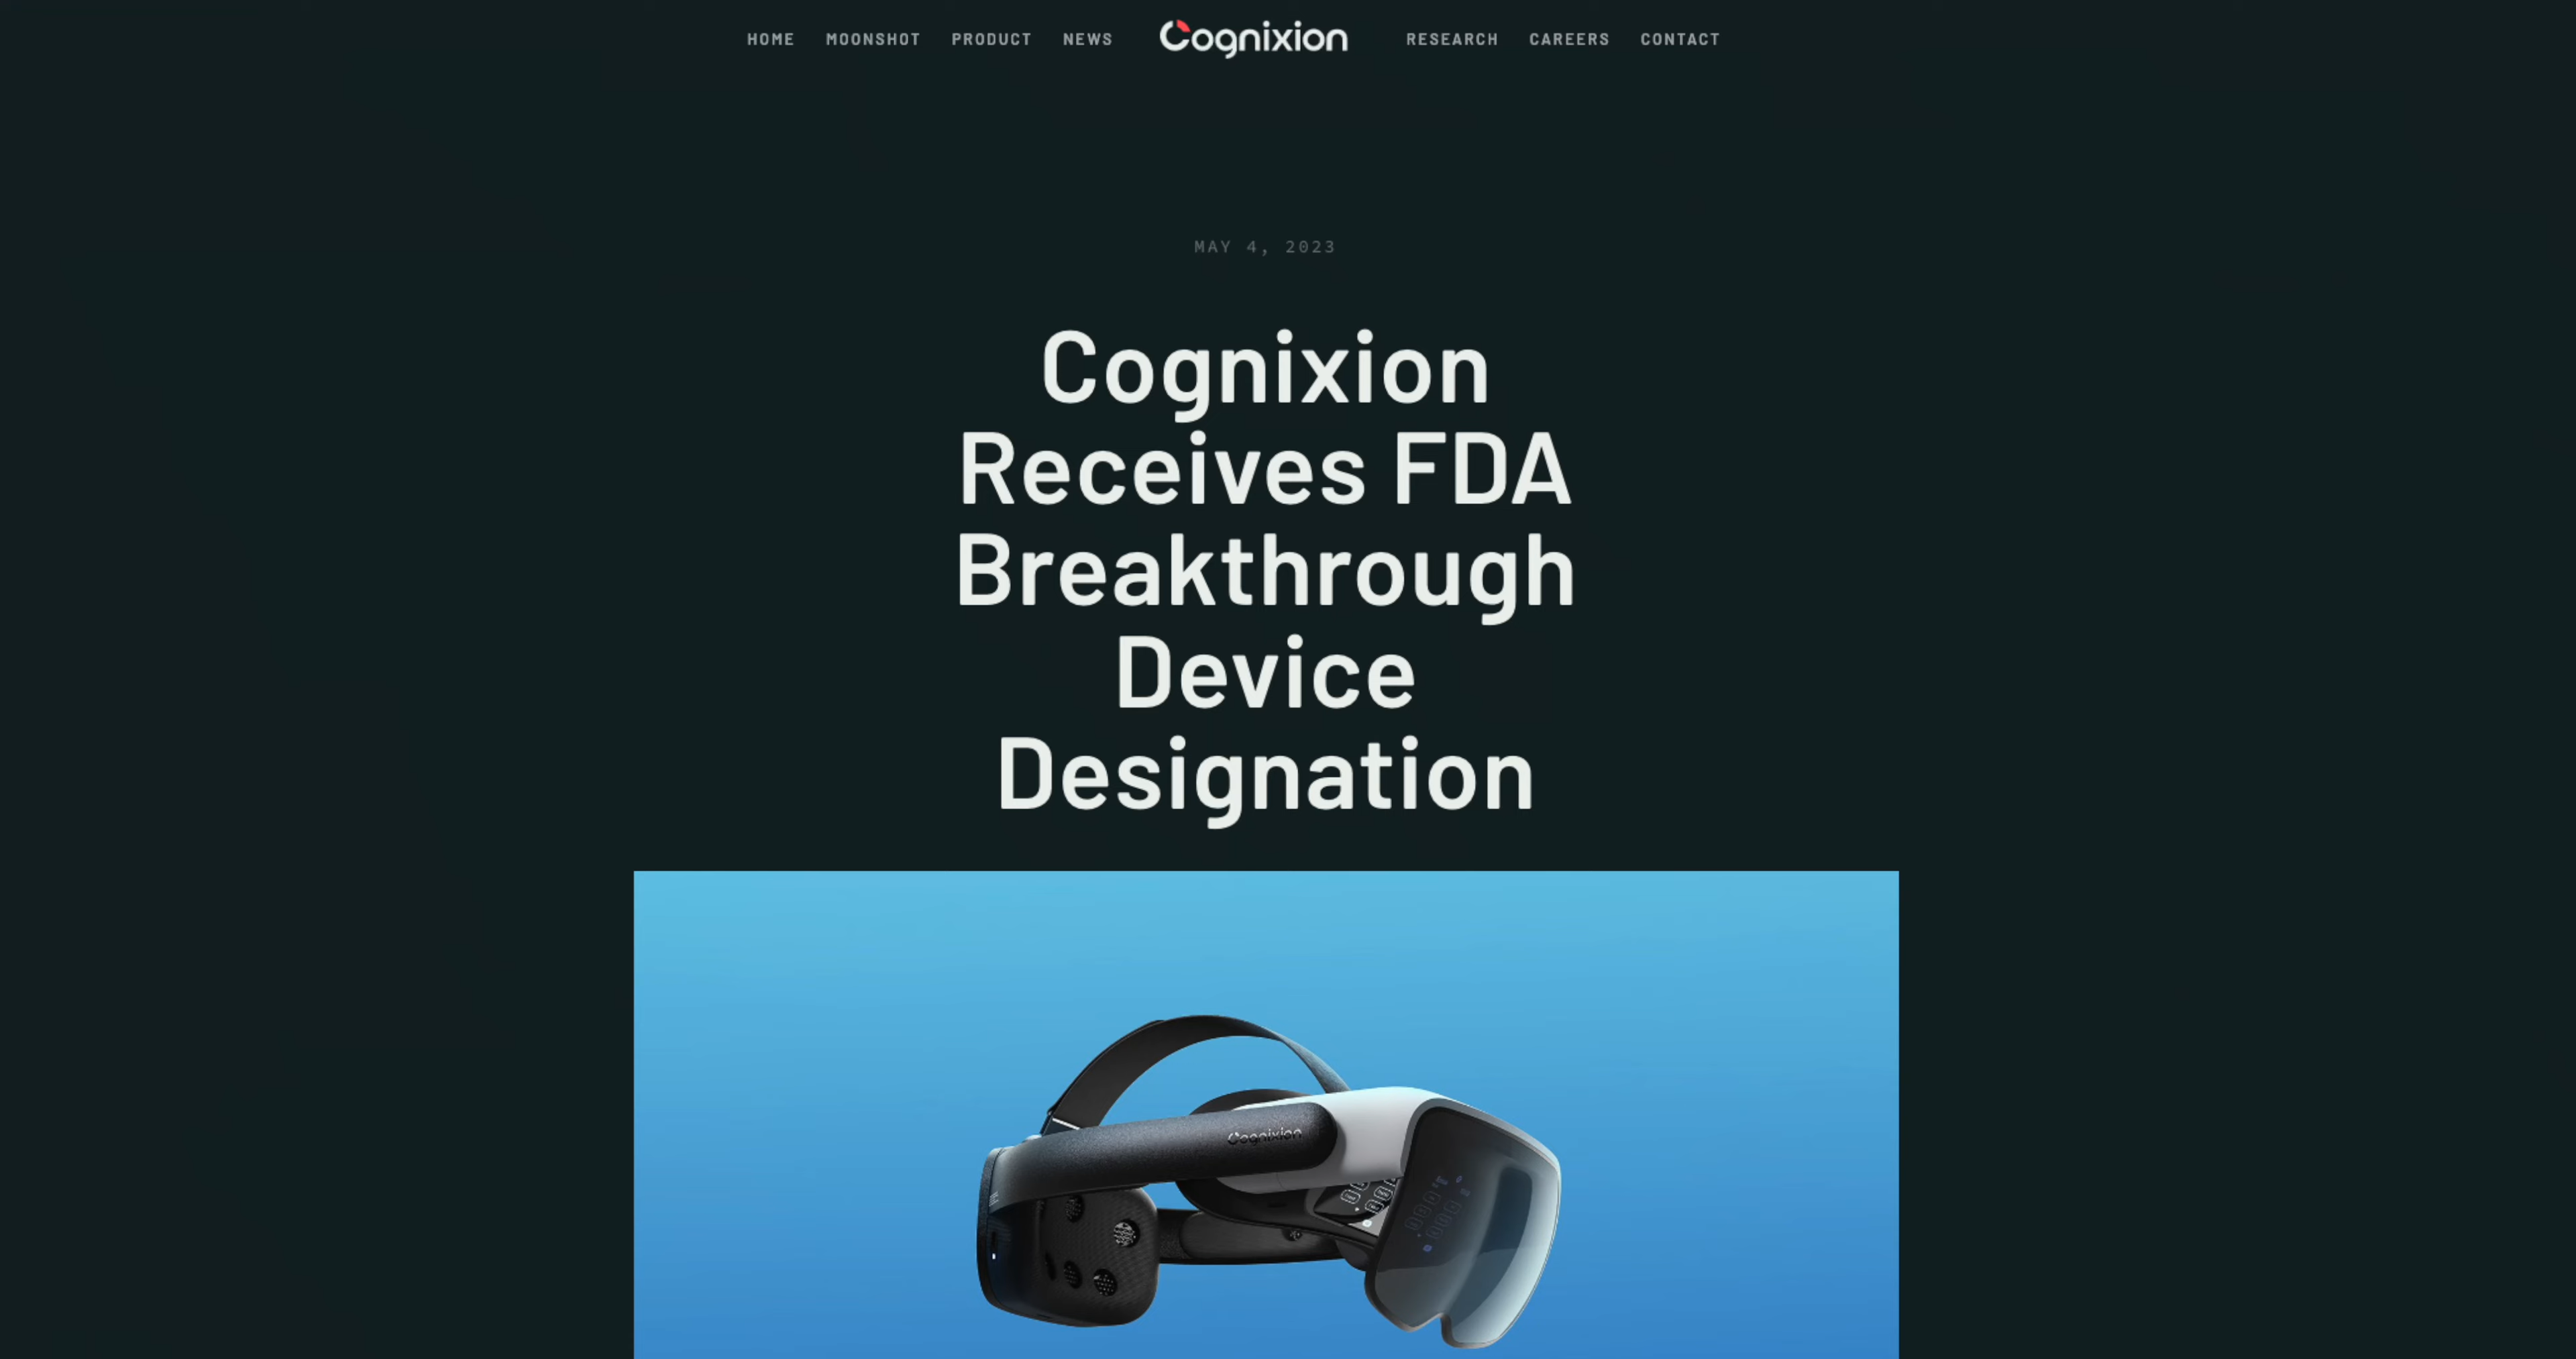 HOME MOONSHOT PRODUCT NEWS Cognixion RESEARCH CAREERS CONTACT
MAY 4, 2023
Cognixion
Receives FDA
Breakthrough
Device
Designation
Cognixion